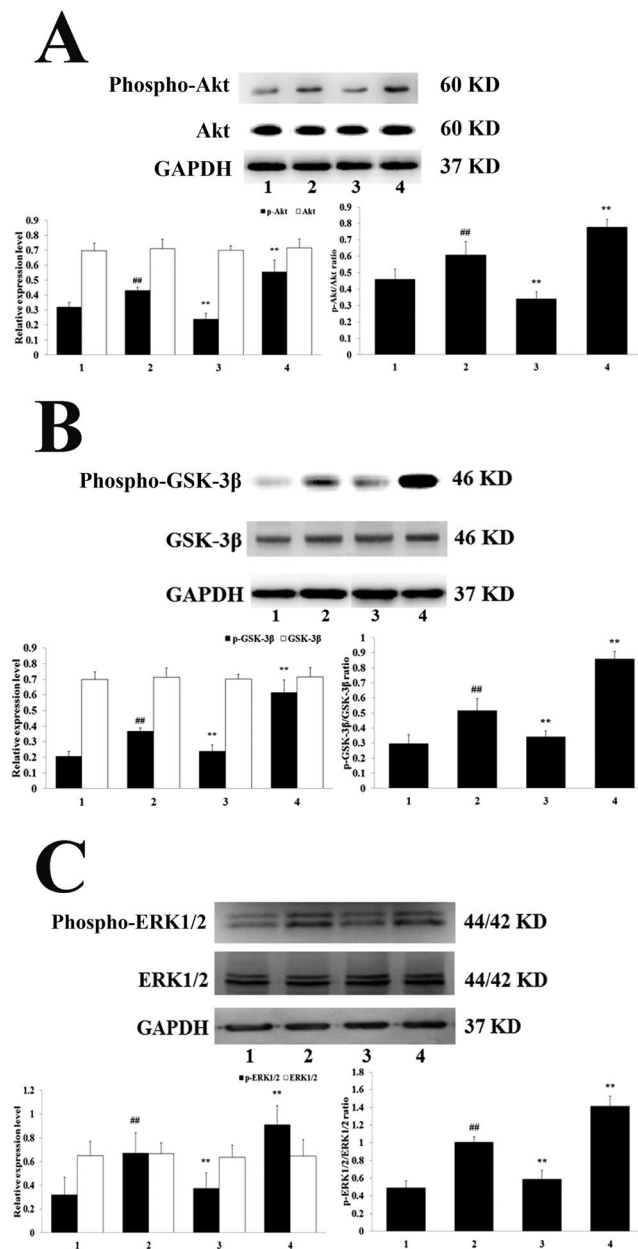 A
Phospho-Akt 60 KD
Akt 60 KD
GAPDH 37 KD
1 2 3 4
p-Akt Akt
Relative expression level
0.9
0.8
0.7
0.6
0.5
0.4
0.3
0.2
0.1
0
## ** **
1 2 3 4
p-Akt/Akt ratio
0.9
0.8
0.7
0.6
0.5
0.4
0.3
0.2
0.1
0
## ** **
1 2 3 4
B
Phospho-GSK-3β 46 KD
GSK-3β 46 KD
GAPDH 37 KD
1 2 3 4
p-GSK-3β GSK-3β
Relative expression level
0.9
0.8
0.7
0.6
0.5
0.4
0.3
0.2
0.1
0
## ** **
1 2 3 4
p-GSK-3β/GSK-3β ratio
1
0.9
0.8
0.7
0.6
0.5
0.4
0.3
0.2
0.1
0
## ** **
1 2 3 4
C
Phospho-ERK1/2 44/42 KD
ERK1/2 44/42 KD
GAPDH 37 KD
1 2 3 4
p-ERK1/2 ERK1/2
Relative expression level
1.2
1
0.8
0.6
0.4
0.2
0
## ** **
1 2 3 4
p-ERK1/2/ERK1/2 ratio
1.8
1.6
1.4
1.2
1
0.8
0.6
0.4
0.2
0
## ** **
1 2 3 4